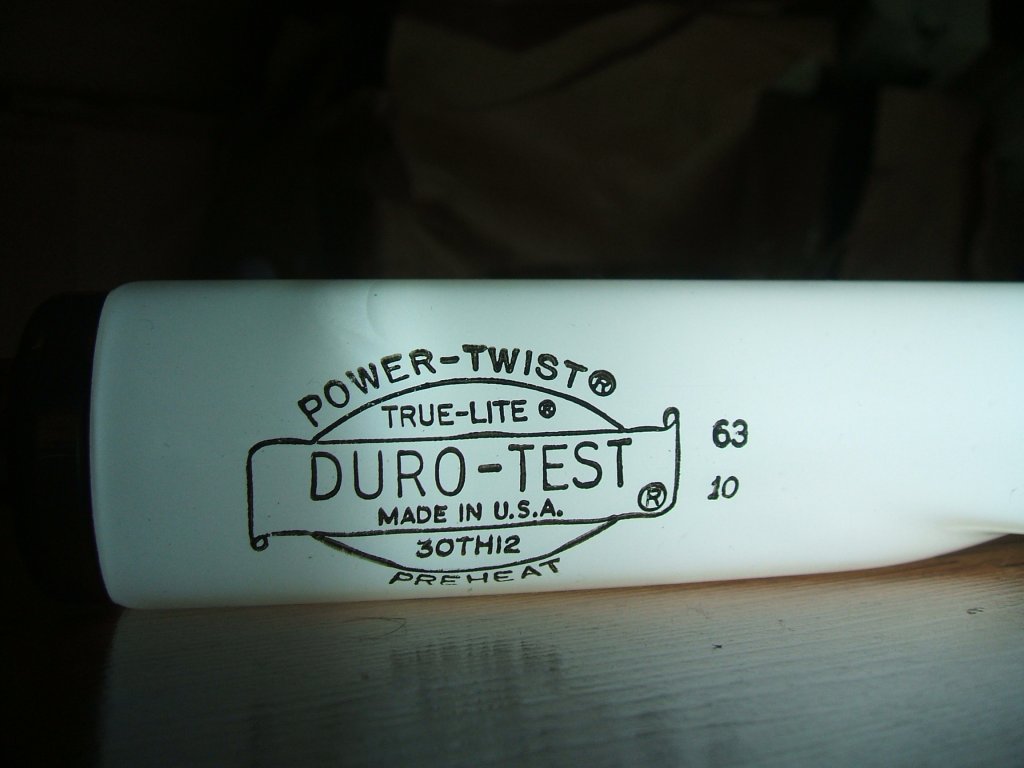 POWER-TWIST®
TRUE-LITE ®
DURO-TEST ®
MADE IN U.S.A.
30TH12
PREHEAT
63
10